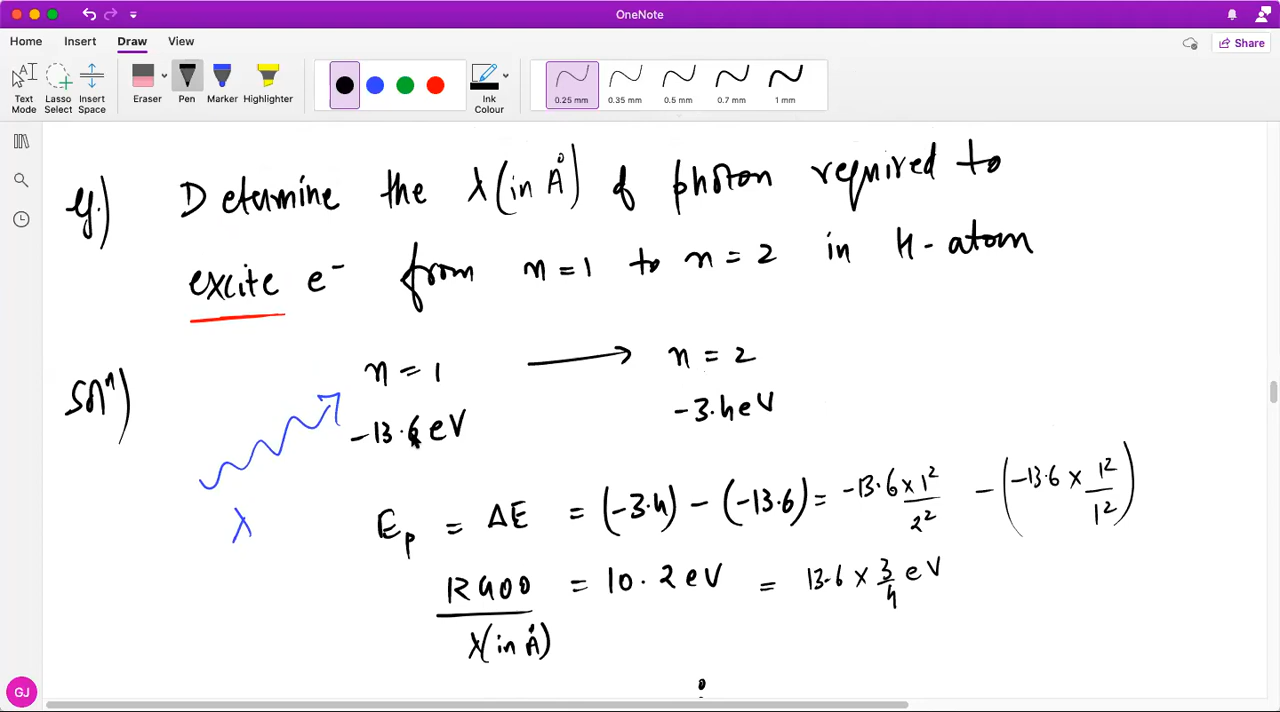 OneNote
Home Insert Draw View
Share
Text Mode
Lasso Select
Insert Space
Eraser
Pen
Marker
Highlighter
Ink Colour
0.25 mm
0.35 mm
0.5 mm
0.7 mm
1 mm
eg.) Determine the λ (in Å) of photon required to
excite e⁻ from n = 1 to n = 2 in H-atom
Solⁿ) n = 1 ⟶ n = 2
-13.6 eV -3.4 eV
λ
Eₚ = ΔE = (-3.4) - (-13.6) = -13.6 × 1²/2² - (-13.6 × 1²/1²)
12400/λ(in Å) = 10.2 eV = 13.6 × 3/4 eV
GJ